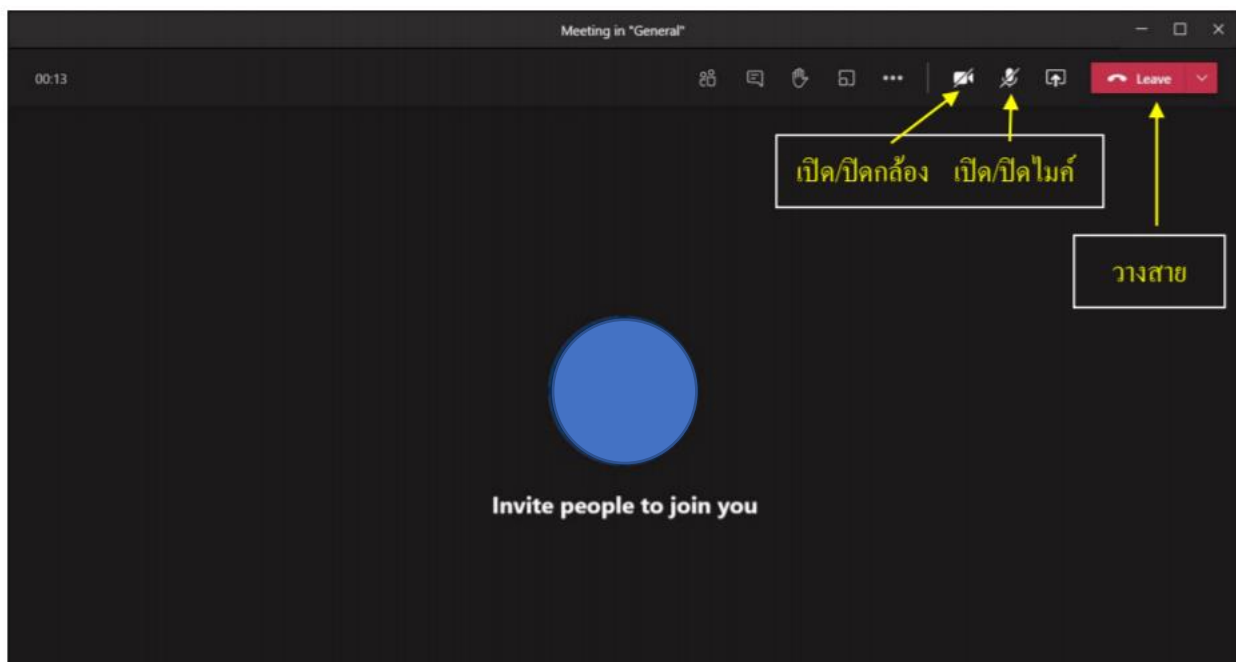 Meeting in "General"
00:13
Leave
เปิด/ปิดกล้อง เปิด/ปิดไมค์
วางสาย
Invite people to join you